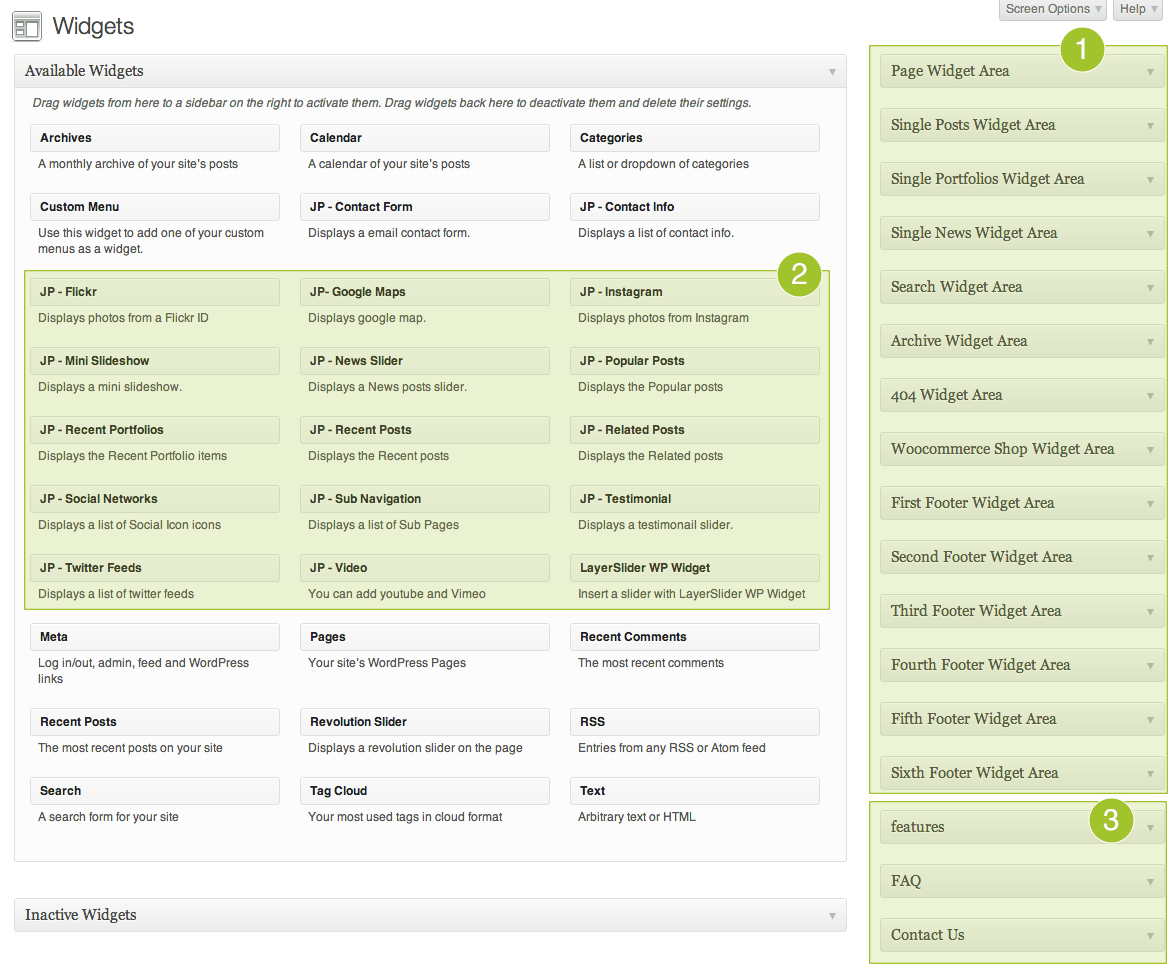 Screen Options
Help
Widgets
1
Available Widgets
Page Widget Area
Drag widgets from here to a sidebar on the right to activate them. Drag widgets back here to deactivate them and delete their settings.
Archives
Calendar
Categories
A monthly archive of your site's posts
A calendar of your site's posts
A list or dropdown of categories
Custom Menu
JP - Contact Form
JP - Contact Info
Use this widget to add one of your custom
menus as a widget.
Displays a email contact form.
Displays a list of contact info.
2
JP - Flickr
JP- Google Maps
JP - Instagram
Displays photos from a Flickr ID
Displays google map.
Displays photos from Instagram
JP - Mini Slideshow
JP - News Slider
JP - Popular Posts
Displays a mini slideshow.
Displays a News posts slider.
Displays the Popular posts
JP - Recent Portfolios
JP - Recent Posts
JP - Related Posts
Displays the Recent Portfolio items
Displays the Recent posts
Displays the Related posts
JP - Social Networks
JP - Sub Navigation
JP - Testimonial
Displays a list of Social Icon icons
Displays a list of Sub Pages
Displays a testimonail slider.
JP - Twitter Feeds
JP - Video
LayerSlider WP Widget
Displays a list of twitter feeds
You can add youtube and Vimeo
Insert a slider with LayerSlider WP Widget
Meta
Pages
Recent Comments
Log in/out, admin, feed and WordPress
links
Your site's WordPress Pages
The most recent comments
Recent Posts
Revolution Slider
RSS
The most recent posts on your site
Displays a revolution slider on the page
Entries from any RSS or Atom feed
Search
Tag Cloud
Text
A search form for your site
Your most used tags in cloud format
Arbitrary text or HTML
Inactive Widgets
Single Posts Widget Area
Single Portfolios Widget Area
Single News Widget Area
Search Widget Area
Archive Widget Area
404 Widget Area
Woocommerce Shop Widget Area
First Footer Widget Area
Second Footer Widget Area
Third Footer Widget Area
Fourth Footer Widget Area
Fifth Footer Widget Area
Sixth Footer Widget Area
3
features
FAQ
Contact Us